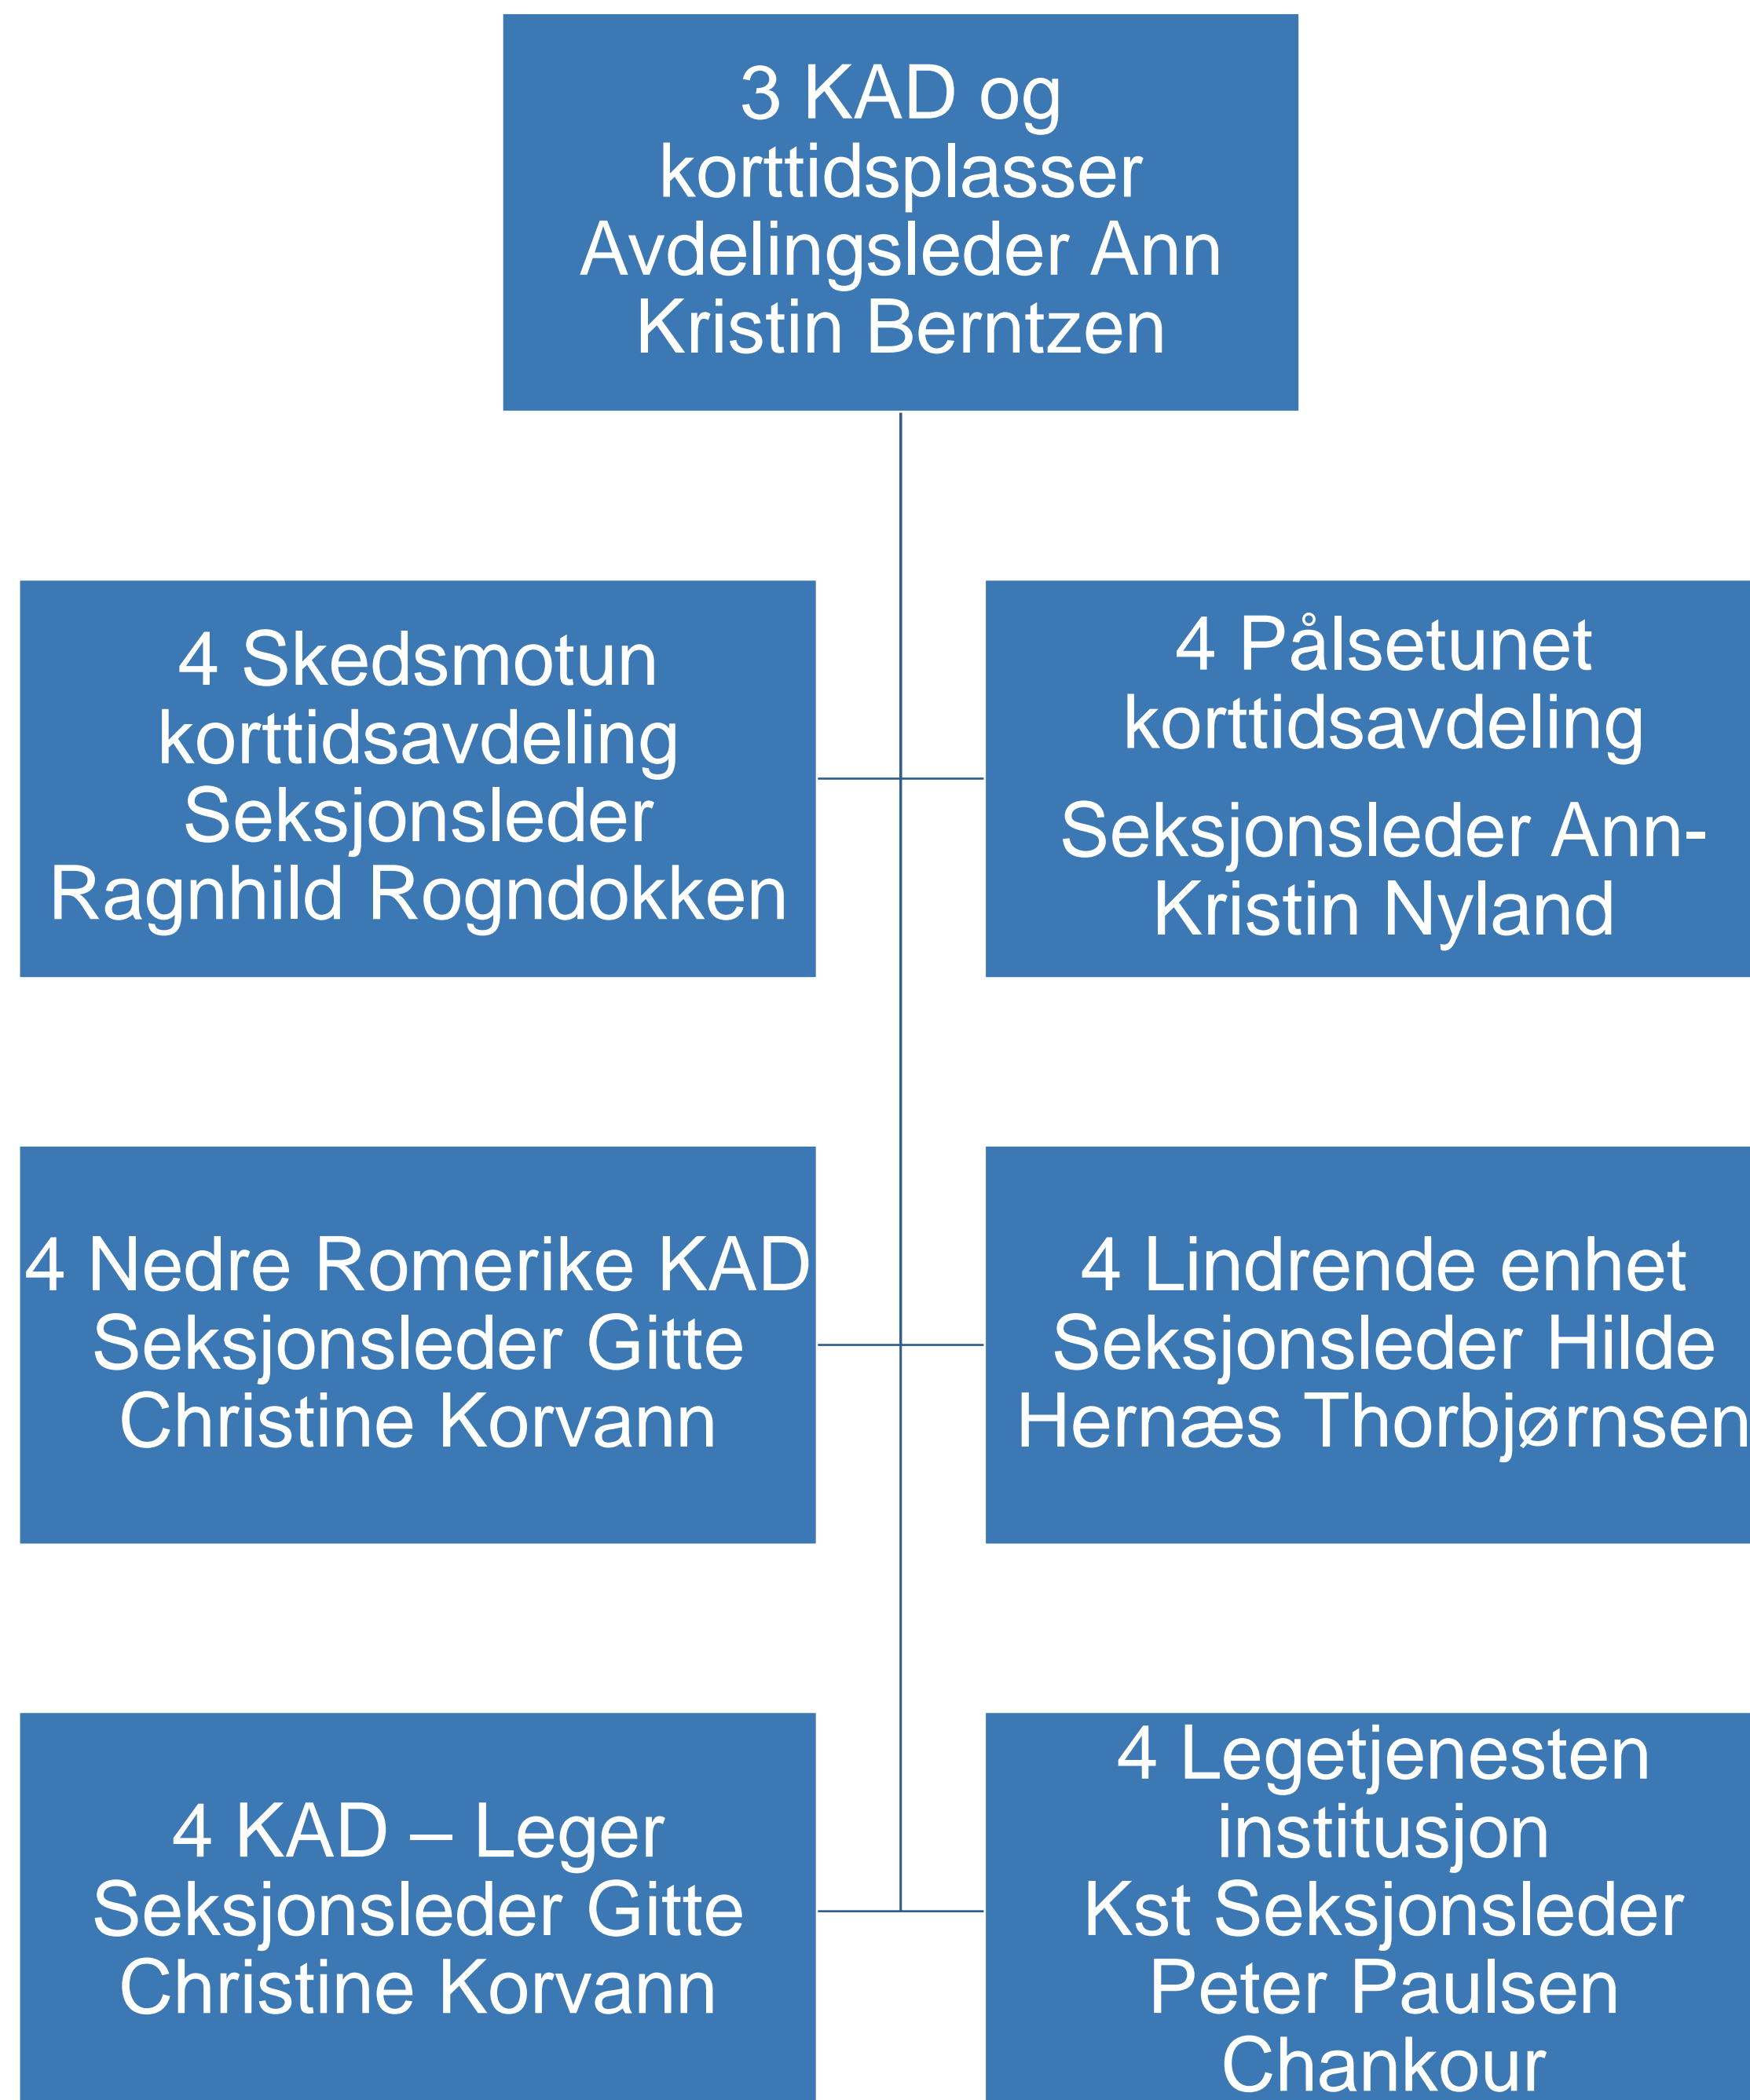 3 KAD og
korttidsplasser
Avdelingsleder Ann
Kristin Berntzen
4 Skedsmotun
korttidsavdeling
Seksjonsleder
Ragnhild Rogndokken
4 Pålsetunet
korttidsavdeling
Seksjonsleder Ann-
Kristin Nyland
4 Nedre Romerike KAD
Seksjonsleder Gitte
Christine Korvann
4 Lindrende enhet
Seksjonsleder Hilde
Hernæs Thorbjørnsen
4 KAD – Leger
Seksjonsleder Gitte
Christine Korvann
4 Legetjenesten
institusjon
Kst Seksjonsleder
Peter Paulsen
Chankour